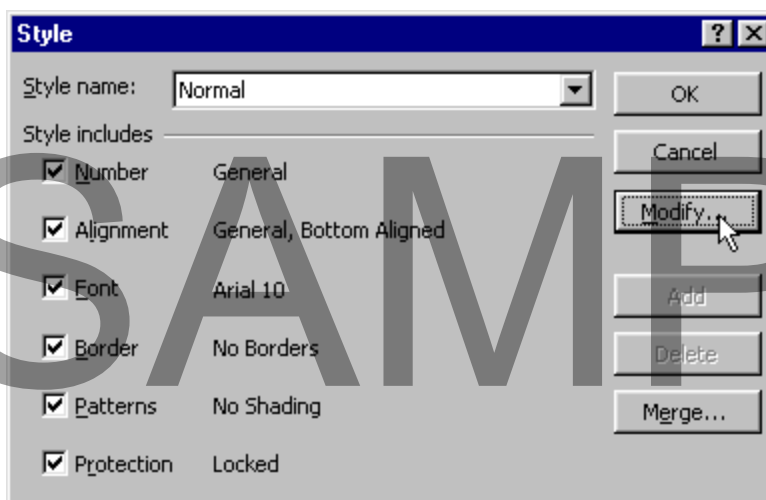 Style
Style name: Normal
OK
Style includes
Cancel
Number General
Modify...
Alignment General, Bottom Aligned
Font Arial 10
Add
Border No Borders
Delete
Patterns No Shading
Merge...
Protection Locked
SAMP